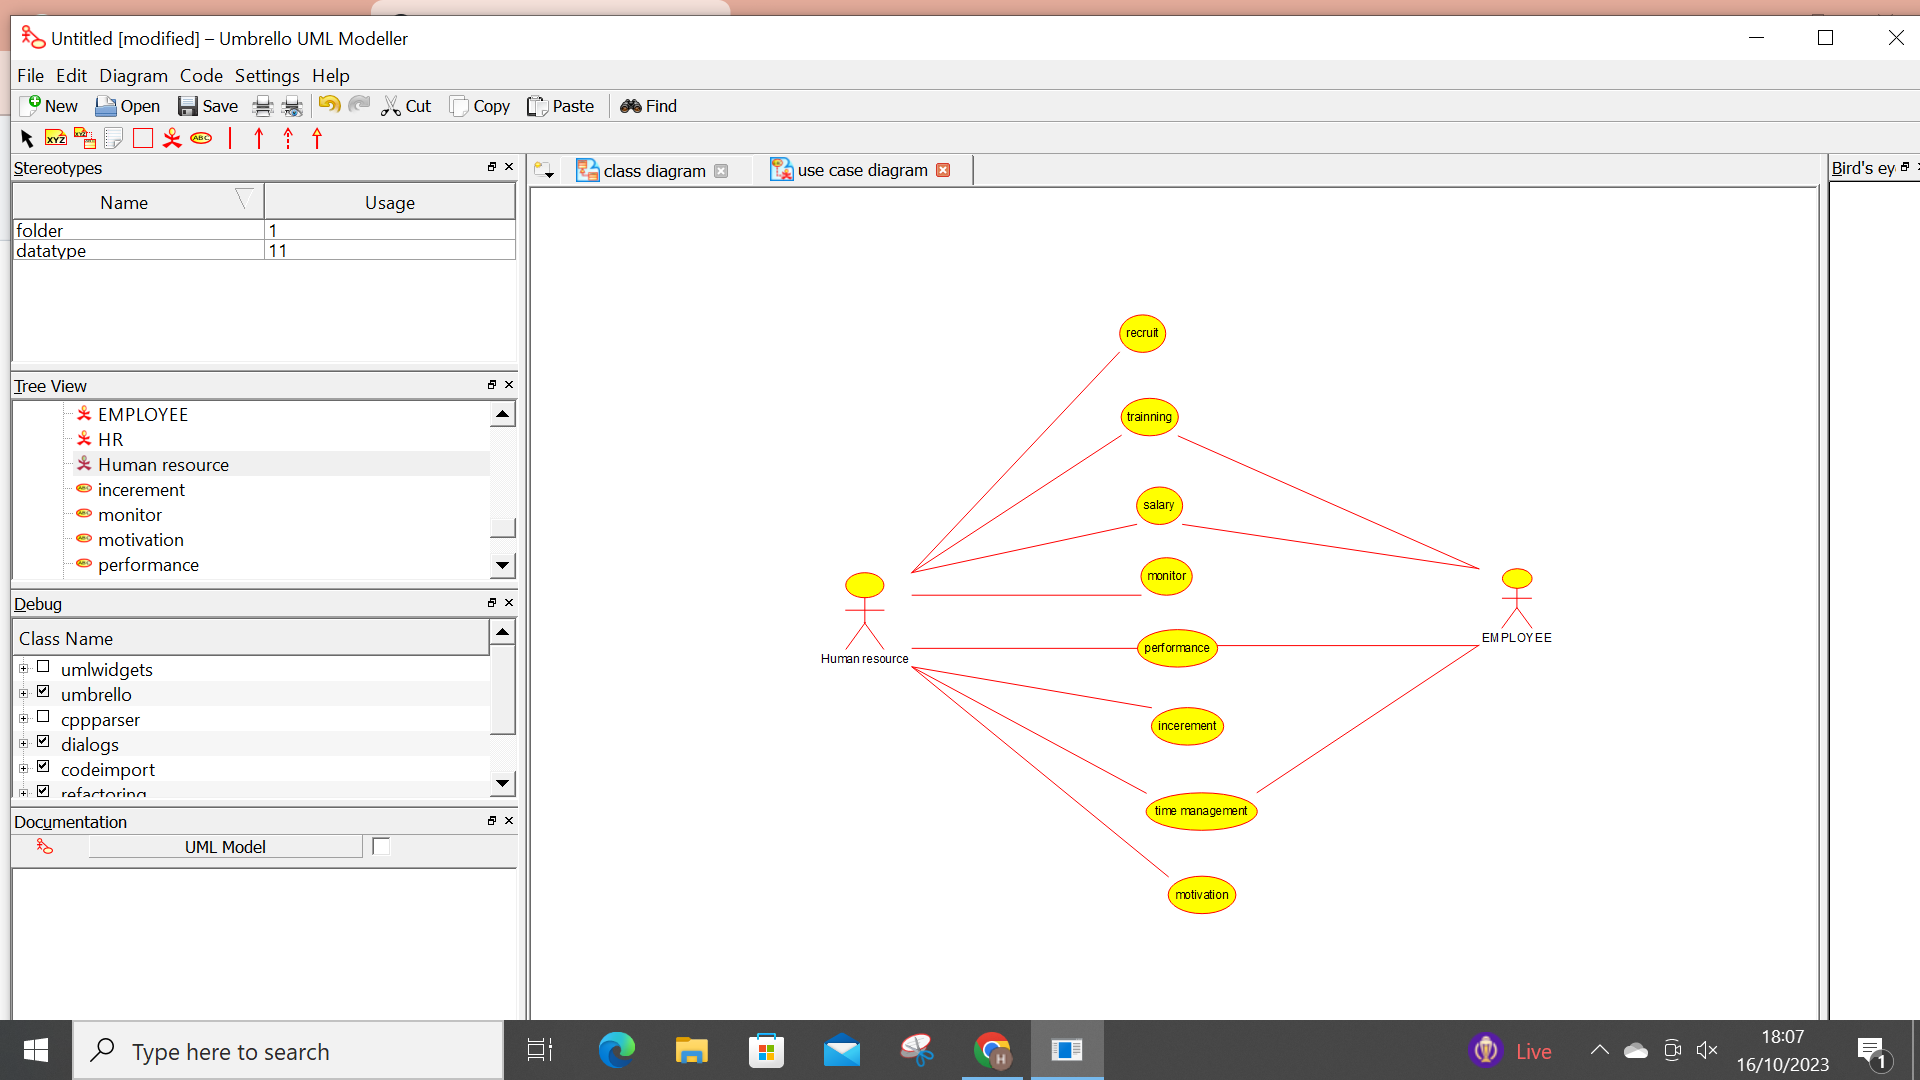 Untitled [modified] – Umbrello UML Modeller
File Edit Diagram Code Settings Help
New Open Save Cut Copy Paste Find
XYZ XYZ ABC
Stereotypes
Name Usage
folder 1
datatype 11
Tree View
EMPLOYEE
HR
Human resource
incerement
monitor
motivation
performance
Debug
Class Name
umlwidgets
umbrello
cppparser
dialogs
codeimport
refactoring
Documentation
UML Model
class diagram use case diagram
recruit
trainning
salary
monitor
performance
incerement
time management
motivation
Human resource
EMPLOYEE
Bird's ey
Type here to search
H
Live
18:07
16/10/2023
1